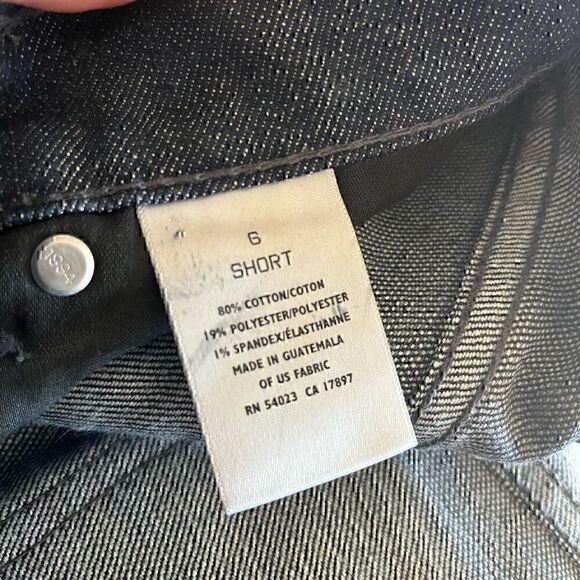 6
SHORT
80% COTTON/COTON
19% POLYESTER/POLYESTER
1% SPANDEX/ÉLASTHANNE
MADE IN GUATEMALA
OF US FABRIC
RN 54023 CA 17897
1994